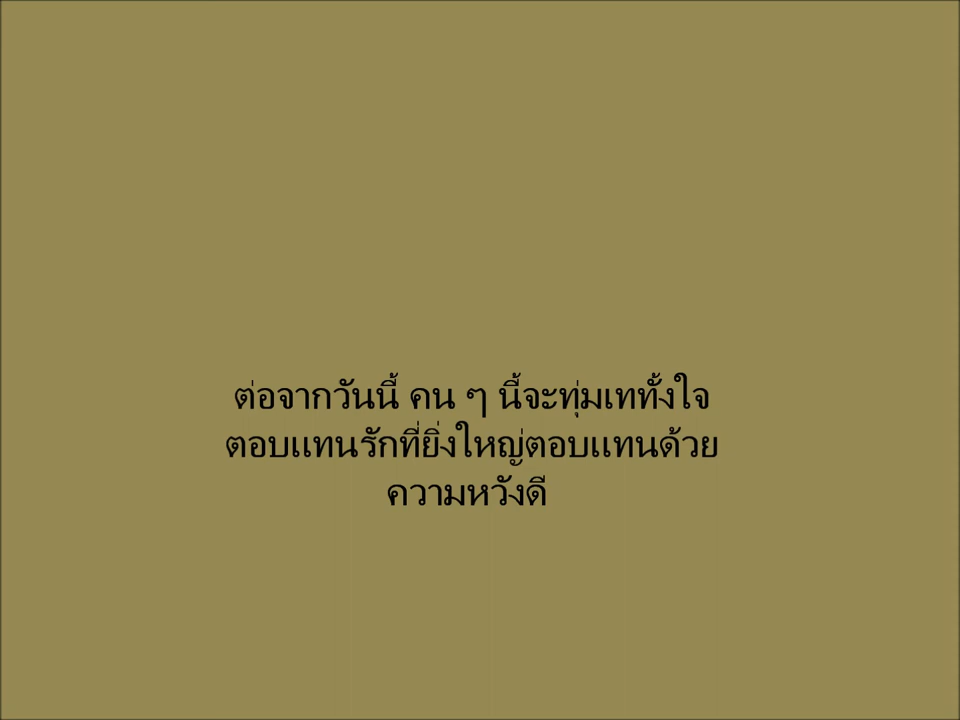 ต่อจากวันนี้ คน ๆ นี้จะทุ่มเททั้งใจ
ตอบแทนรักที่ยิ่งใหญ่ตอบแทนด้วย
ความหวังดี